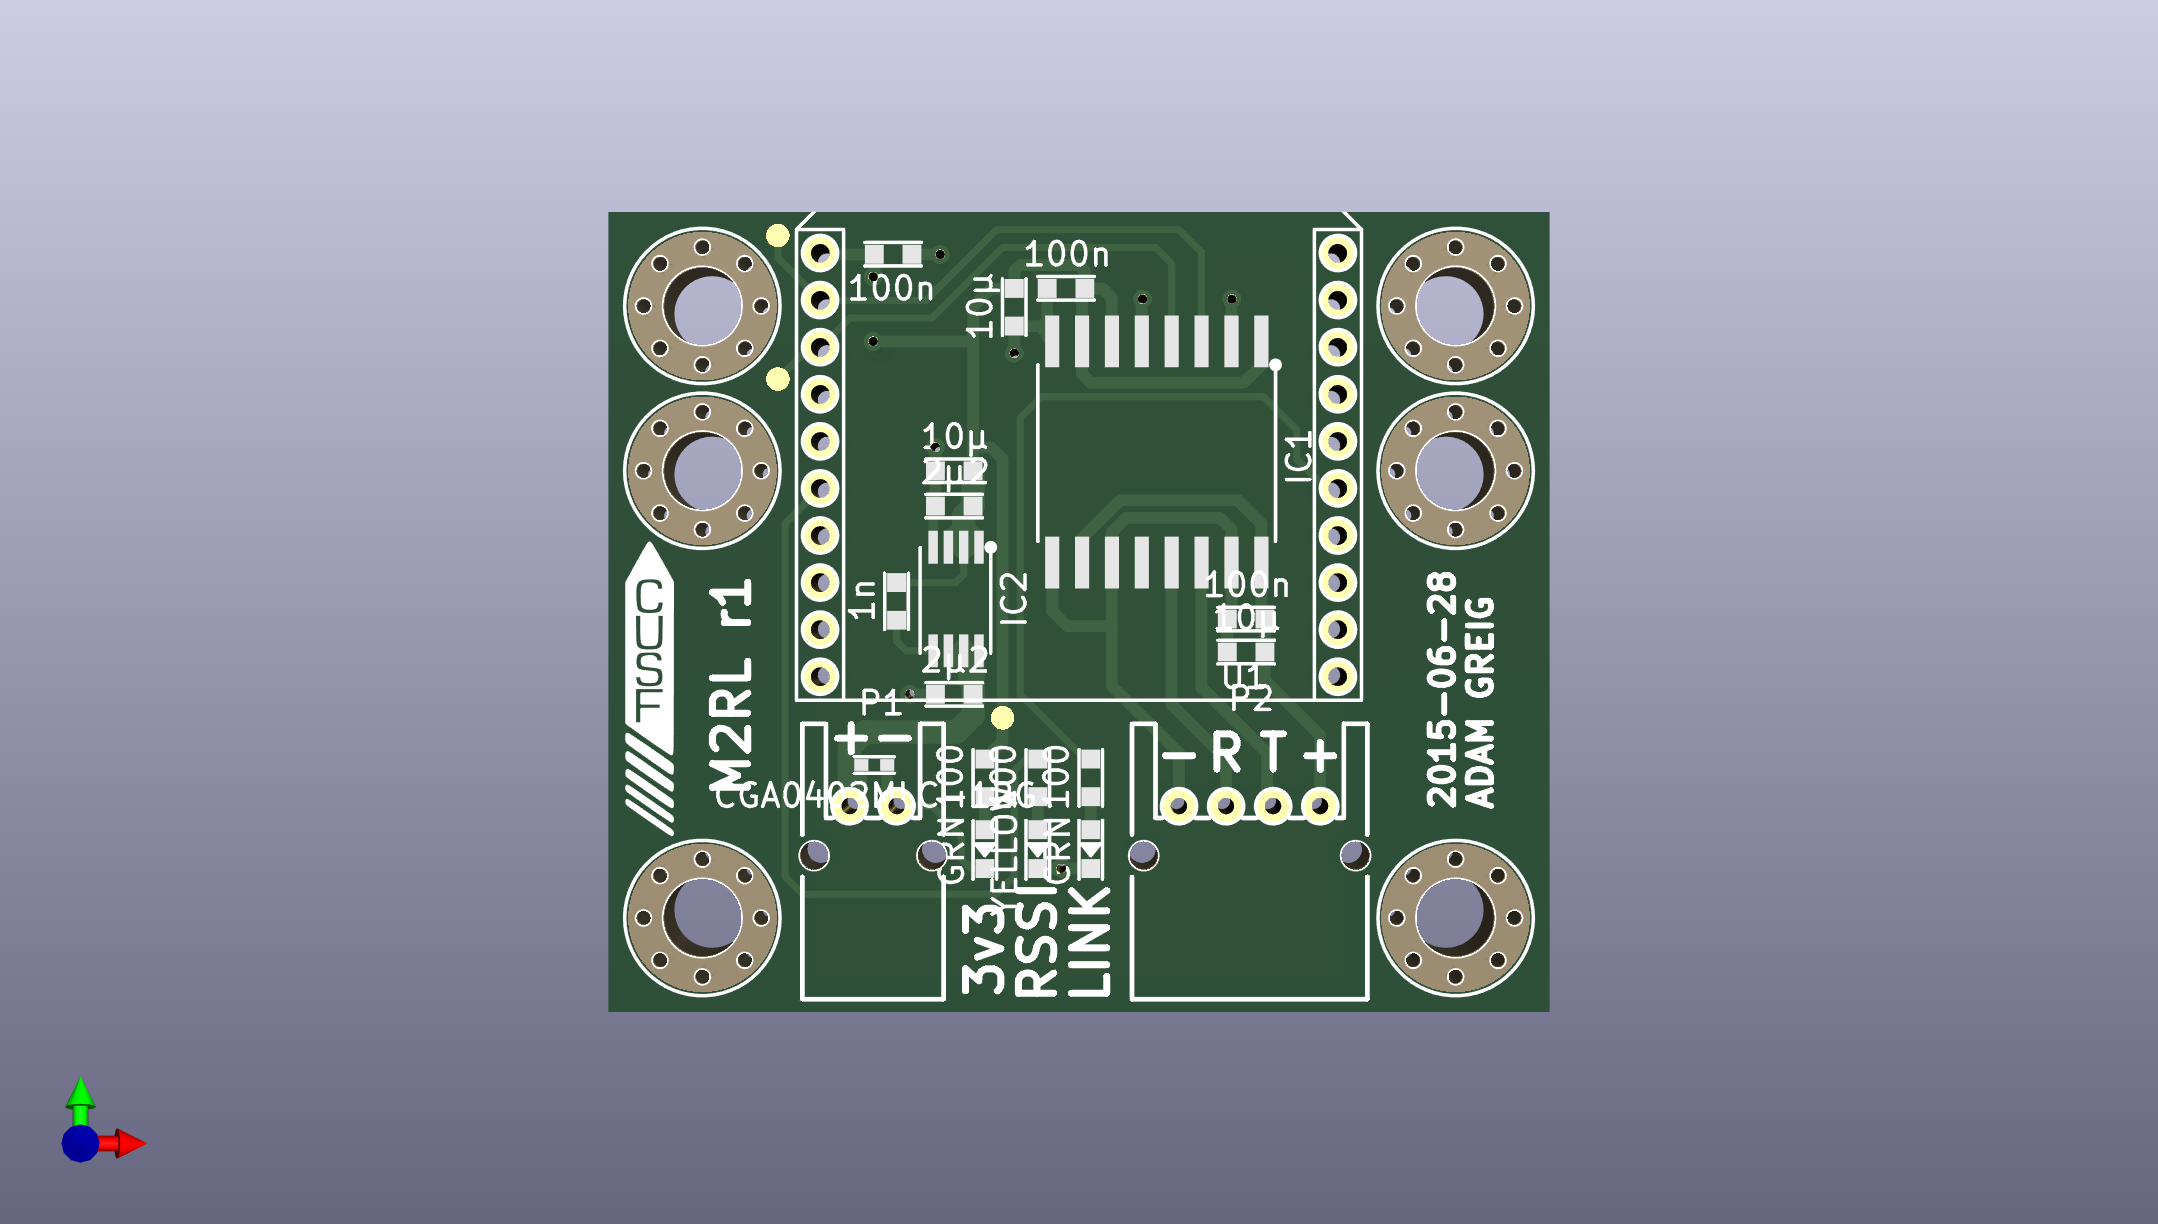 100n
100n
10µ
10µ
2µ2
IC1
1n
IC2
100n
10µ
2µ2
U1
P1
P2
CUSF
M2RL r1
2015-06-28
ADAM GREIG
+ -
- R T +
100
100
100
GRN
YELLOW
GRN
3v3
RSSI
LINK